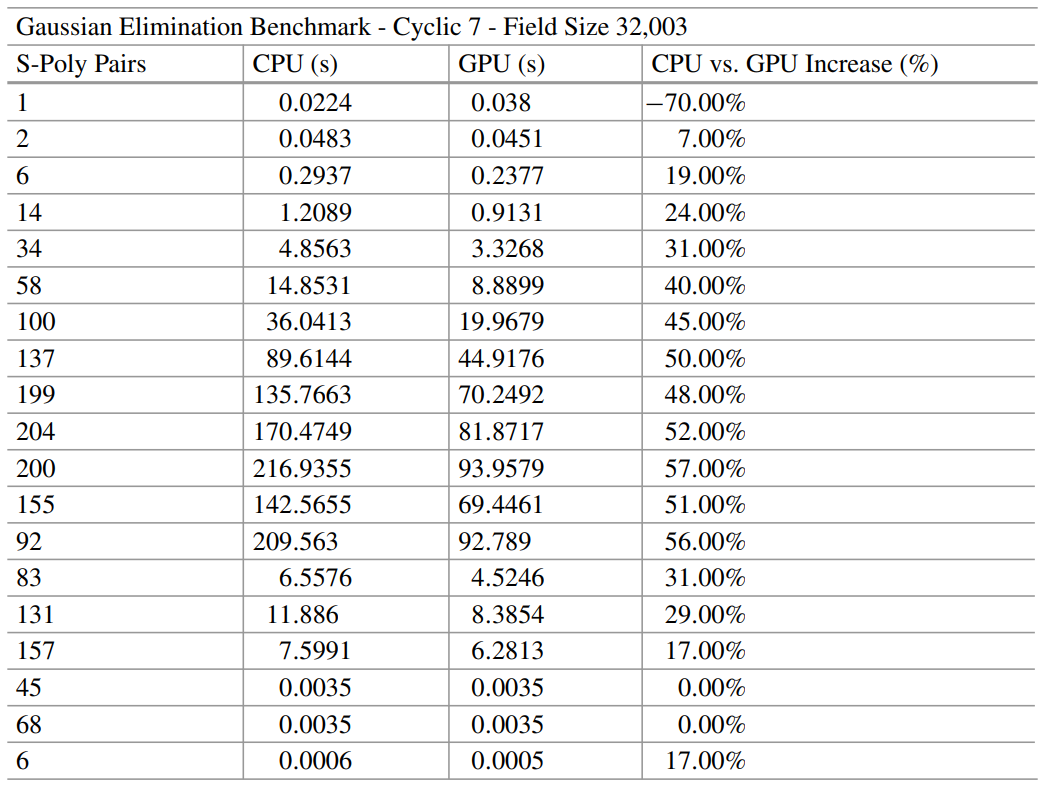 Gaussian Elimination Benchmark - Cyclic 7 - Field Size 32,003
S-Poly Pairs CPU (s) GPU (s) CPU vs. GPU Increase (%)
1 0.0224 0.038 −70.00%
2 0.0483 0.0451 7.00%
6 0.2937 0.2377 19.00%
14 1.2089 0.9131 24.00%
34 4.8563 3.3268 31.00%
58 14.8531 8.8899 40.00%
100 36.0413 19.9679 45.00%
137 89.6144 44.9176 50.00%
199 135.7663 70.2492 48.00%
204 170.4749 81.8717 52.00%
200 216.9355 93.9579 57.00%
155 142.5655 69.4461 51.00%
92 209.563 92.789 56.00%
83 6.5576 4.5246 31.00%
131 11.886 8.3854 29.00%
157 7.5991 6.2813 17.00%
45 0.0035 0.0035 0.00%
68 0.0035 0.0035 0.00%
6 0.0006 0.0005 17.00%